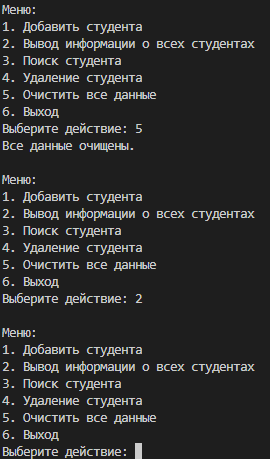 Меню:
1. Добавить студента
2. Вывод информации о всех студентах
3. Поиск студента
4. Удаление студента
5. Очистить все данные
6. Выход
Выберите действие: 5
Все данные очищены.
Меню:
1. Добавить студента
2. Вывод информации о всех студентах
3. Поиск студента
4. Удаление студента
5. Очистить все данные
6. Выход
Выберите действие: 2
Меню:
1. Добавить студента
2. Вывод информации о всех студентах
3. Поиск студента
4. Удаление студента
5. Очистить все данные
6. Выход
Выберите действие: